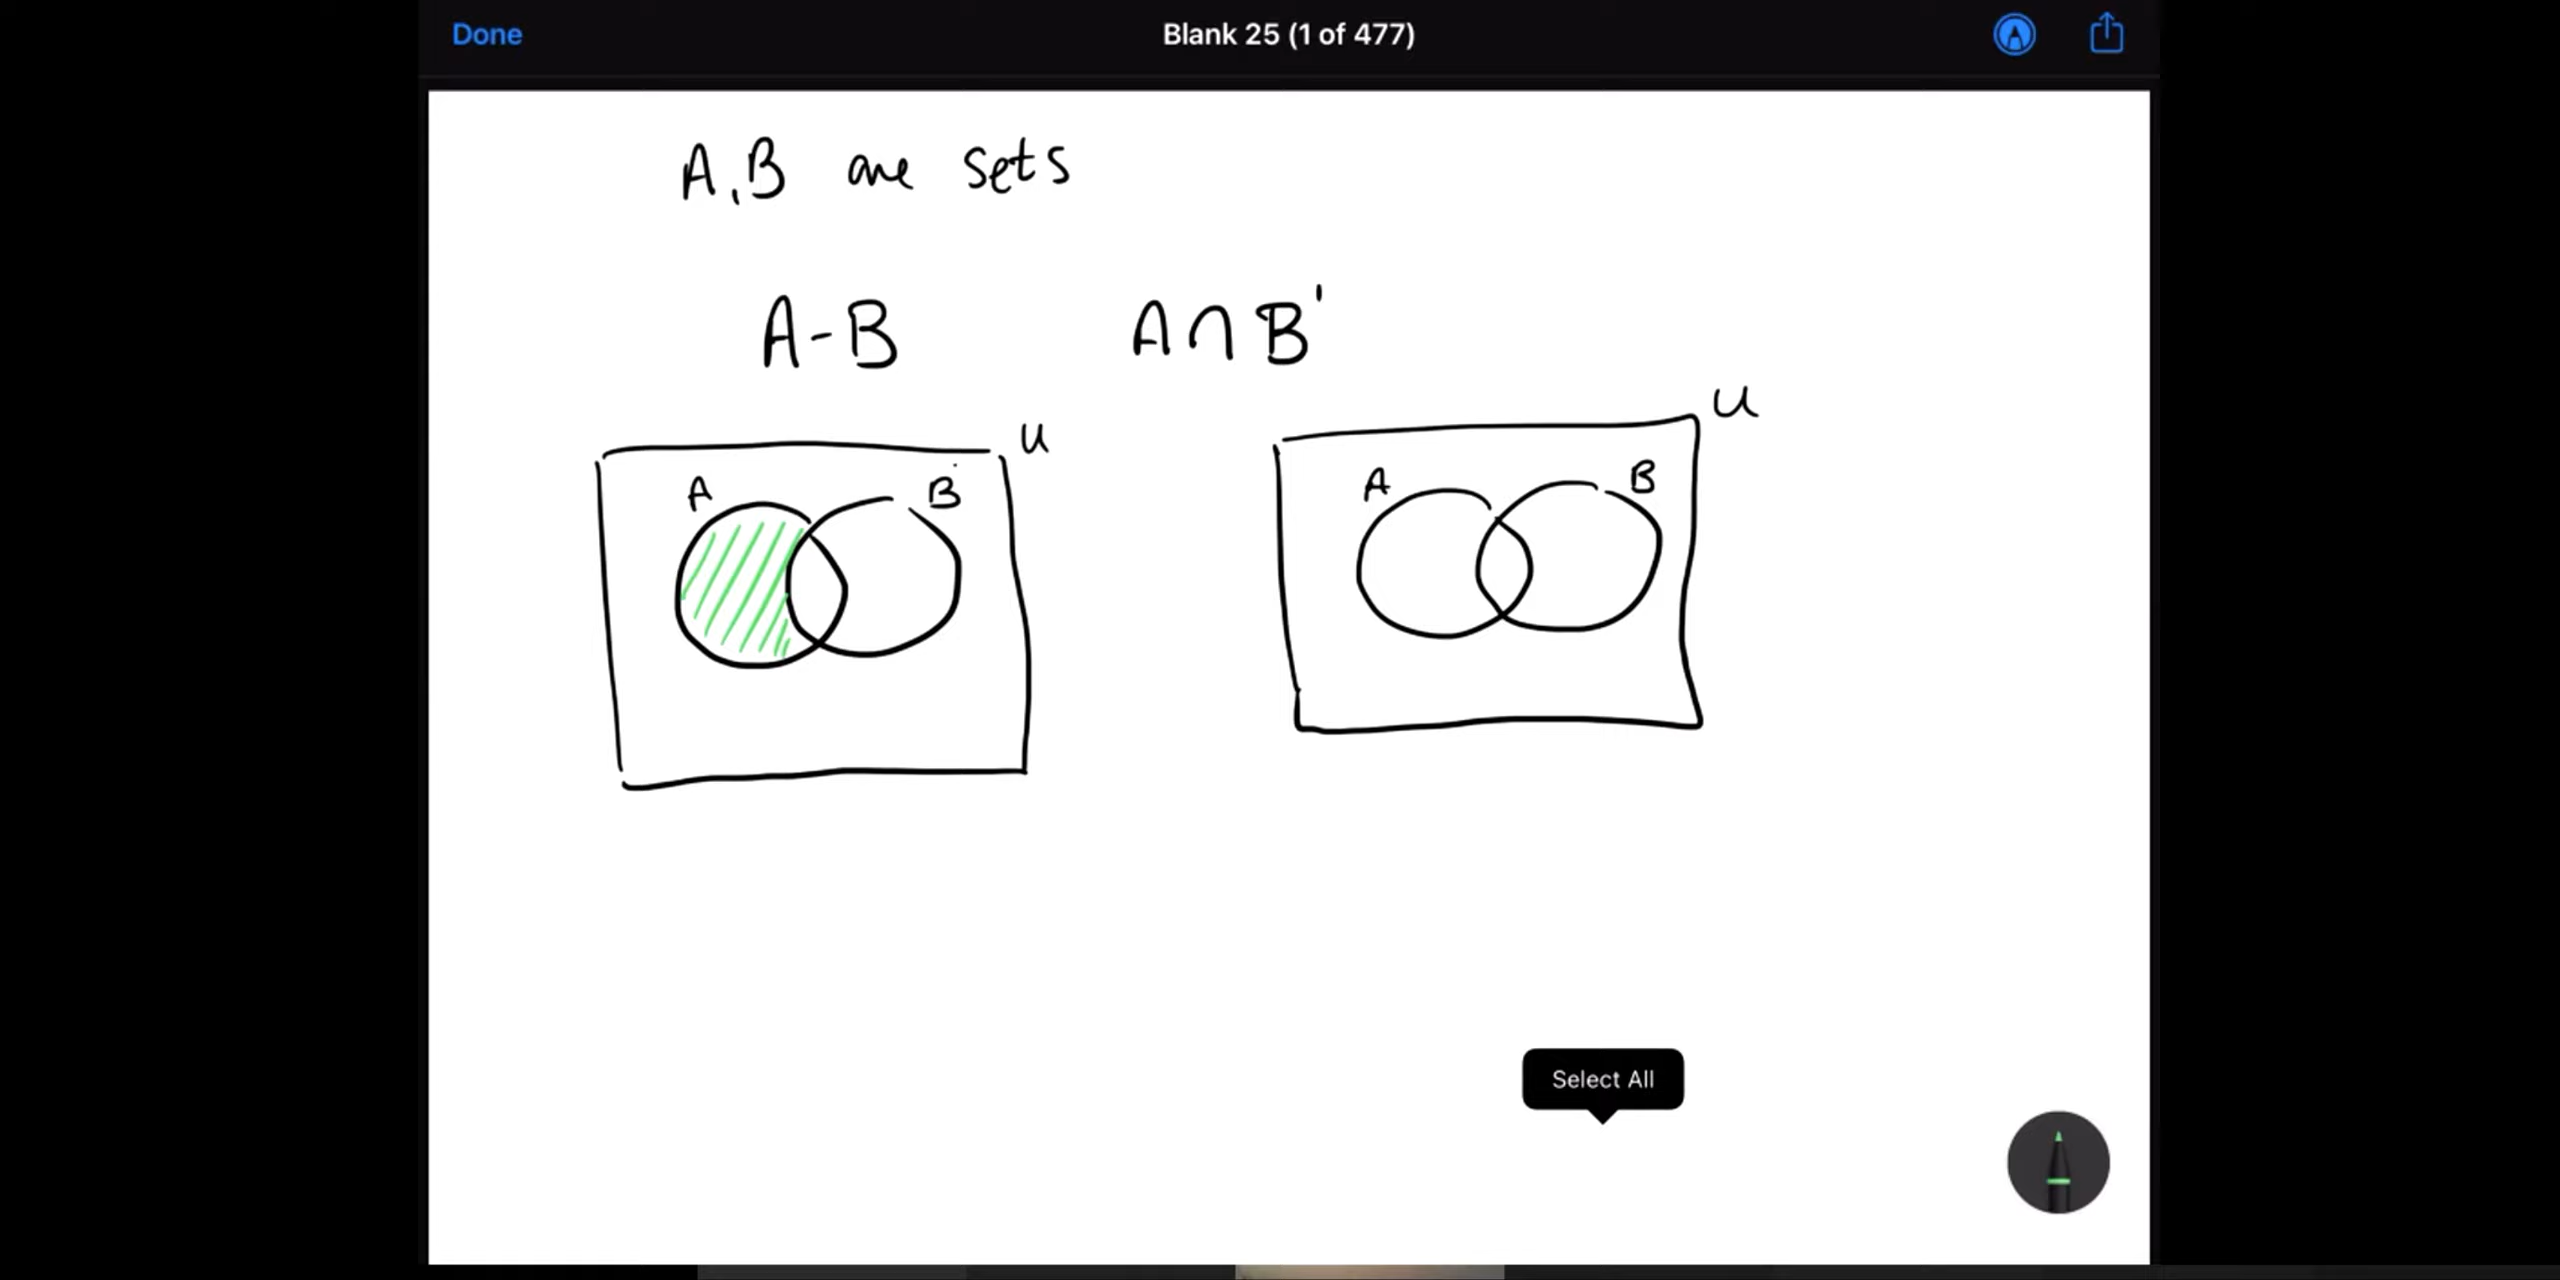 Done Blank 25 (1 of 477)
A,B are sets
A-B A∩B'
U U
A B A B
Select All